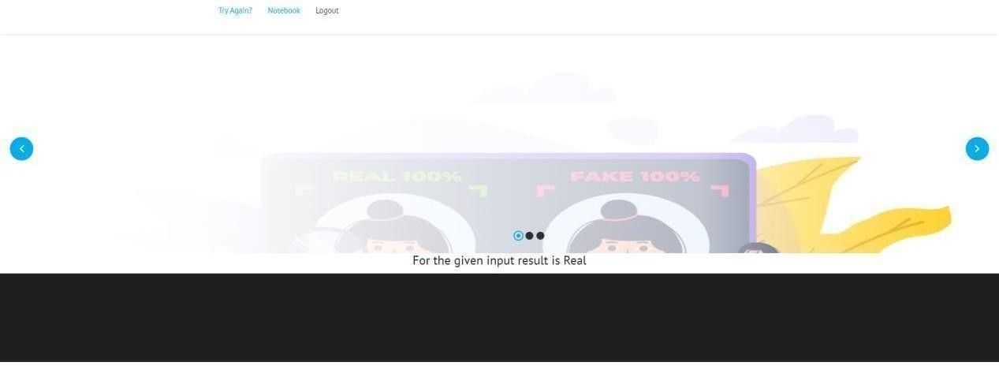 Try Again? Notebook Logout
REAL 100% FAKE 100%
For the given input result is Real